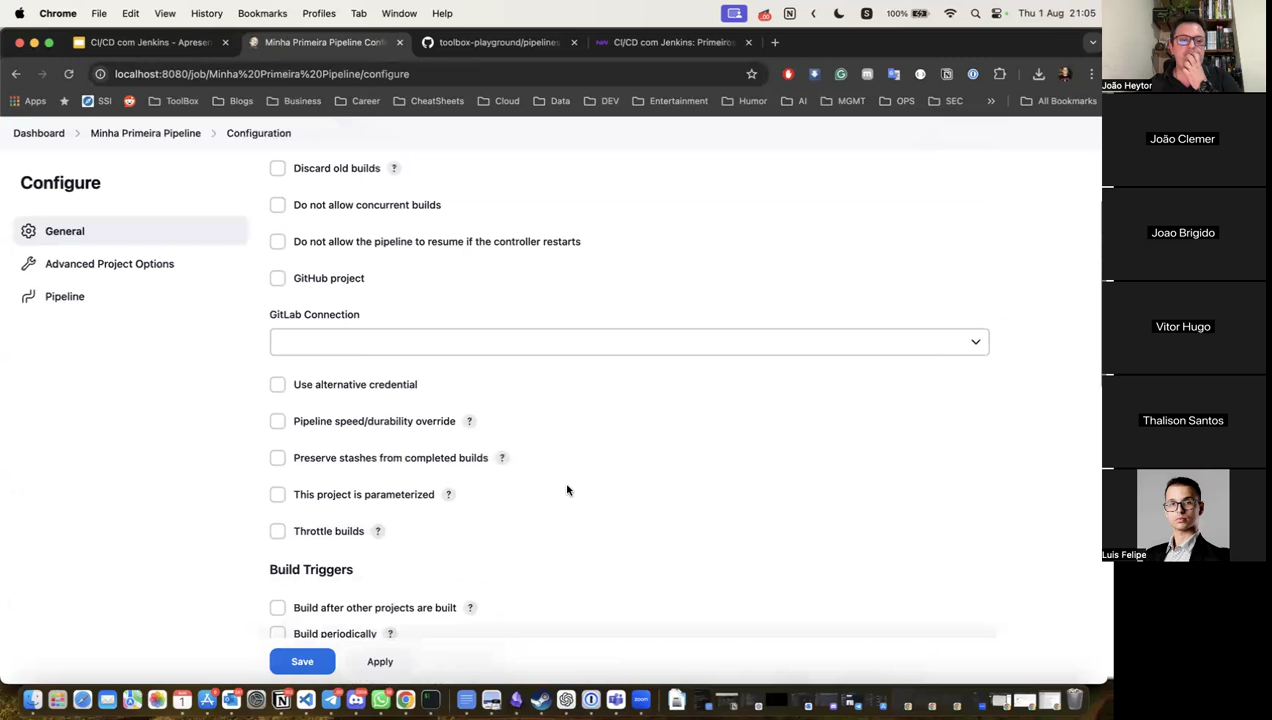 Chrome File Edit View History Bookmarks Profiles Tab Window Help 100% Thu 1 Aug 21:05
CI/CD com Jenkins - Apresen
Minha Primeira Pipeline Conf
toolbox-playground/pipelines
CI/CD com Jenkins: Primeiros
localhost:8080/job/Minha%20Primeira%20Pipeline/configure
Apps SSI ToolBox Blogs Business Career CheatSheets Cloud Data DEV Entertainment Humor AI MGMT OPS SEC » All Bookmarks
Dashboard Minha Primeira Pipeline Configuration
Configure
General
Advanced Project Options
Pipeline
Discard old builds ?
Do not allow concurrent builds
Do not allow the pipeline to resume if the controller restarts
GitHub project
GitLab Connection
Use alternative credential
Pipeline speed/durability override ?
Preserve stashes from completed builds ?
This project is parameterized ?
Throttle builds ?
Build Triggers
Build after other projects are built ?
Build periodically ?
Save Apply
João Heytor
João Clemer
Joao Brigido
Vitor Hugo
Thalison Santos
Luis Felipe